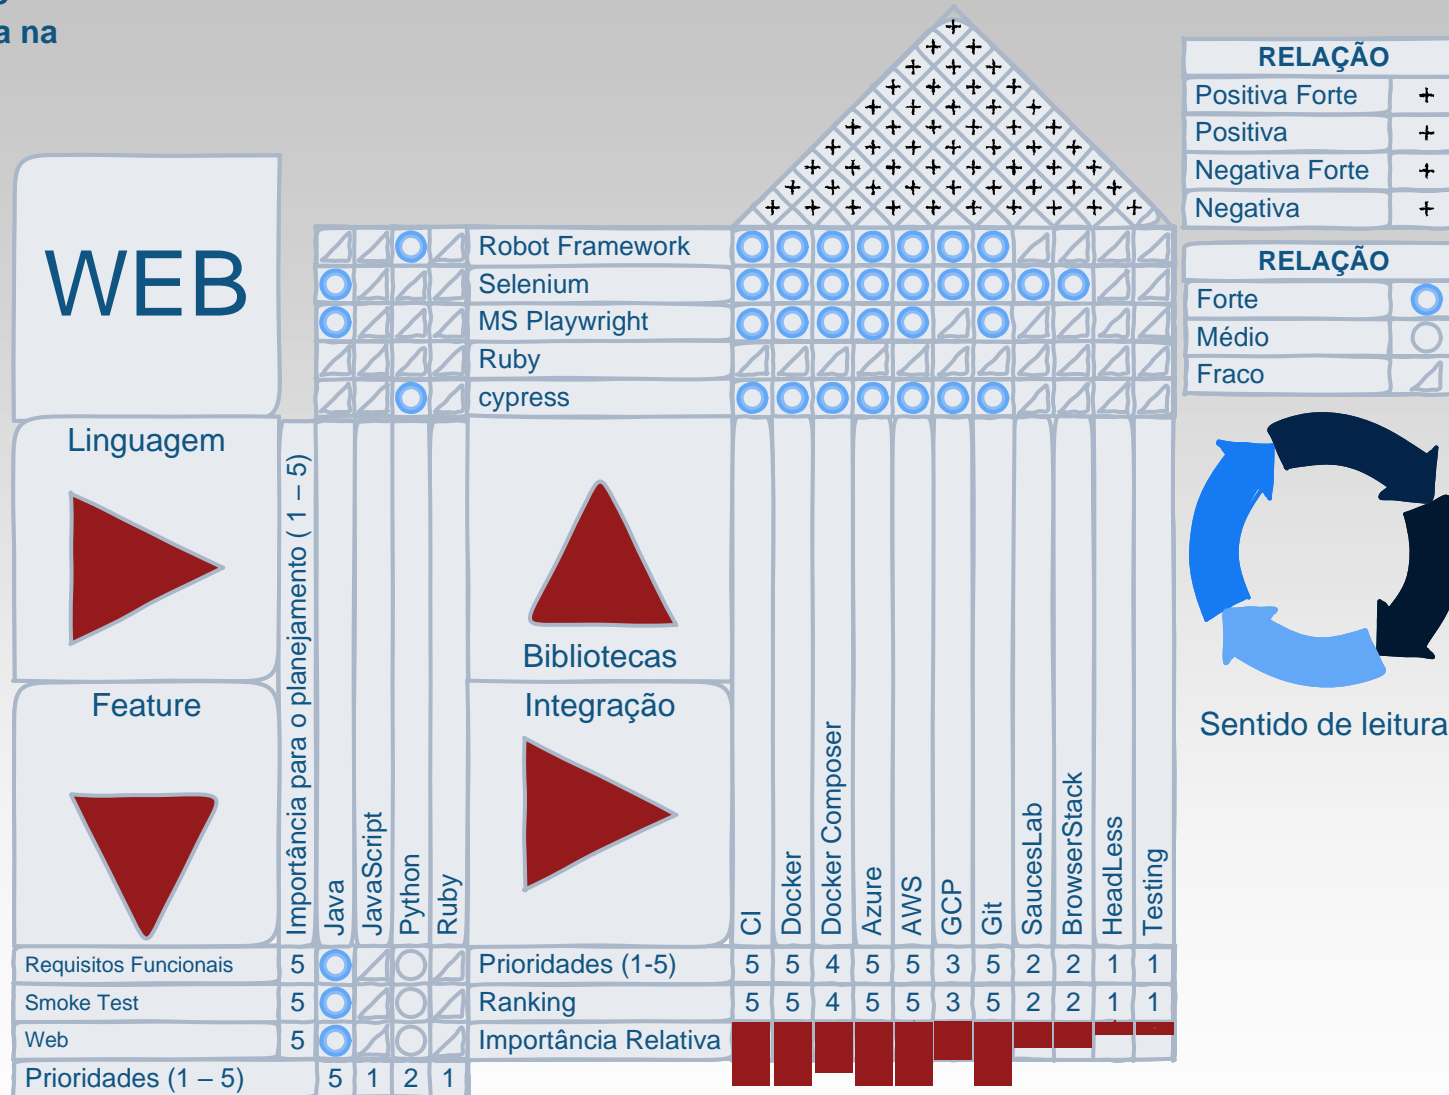 a na
RELAÇÃO
Positiva Forte +
Positiva +
Negativa Forte +
Negativa +
RELAÇÃO
Forte
Médio
Fraco
WEB
Robot Framework
Selenium
MS Playwright
Ruby
cypress
Linguagem
Bibliotecas
Feature
Integração
Sentido de leitura
Importância para o planejamento ( 1 – 5)
Java
JavaScript
Python
Ruby
CI
Docker
Docker Composer
Azure
AWS
GCP
Git
SaucesLab
BrowserStack
HeadLess
Testing
Requisitos Funcionais 5
Prioridades (1-5) 5 5 4 5 5 3 5 2 2 1 1
Smoke Test 5
Ranking 5 5 4 5 5 3 5 2 2 1 1
Web 5
Importância Relativa
Prioridades (1 – 5) 5 1 2 1